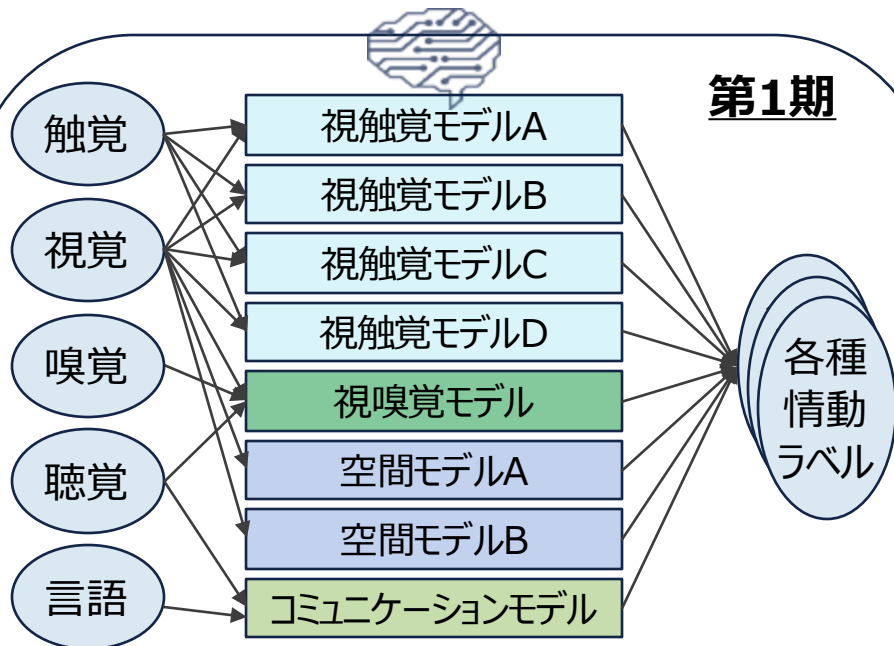 第1期
触覚
視覚
嗅覚
聴覚
言語
視触覚モデルA
視触覚モデルB
視触覚モデルC
視触覚モデルD
視嗅覚モデル
空間モデルA
空間モデルB
コミュニケーションモデル
各種
情動
ラベル